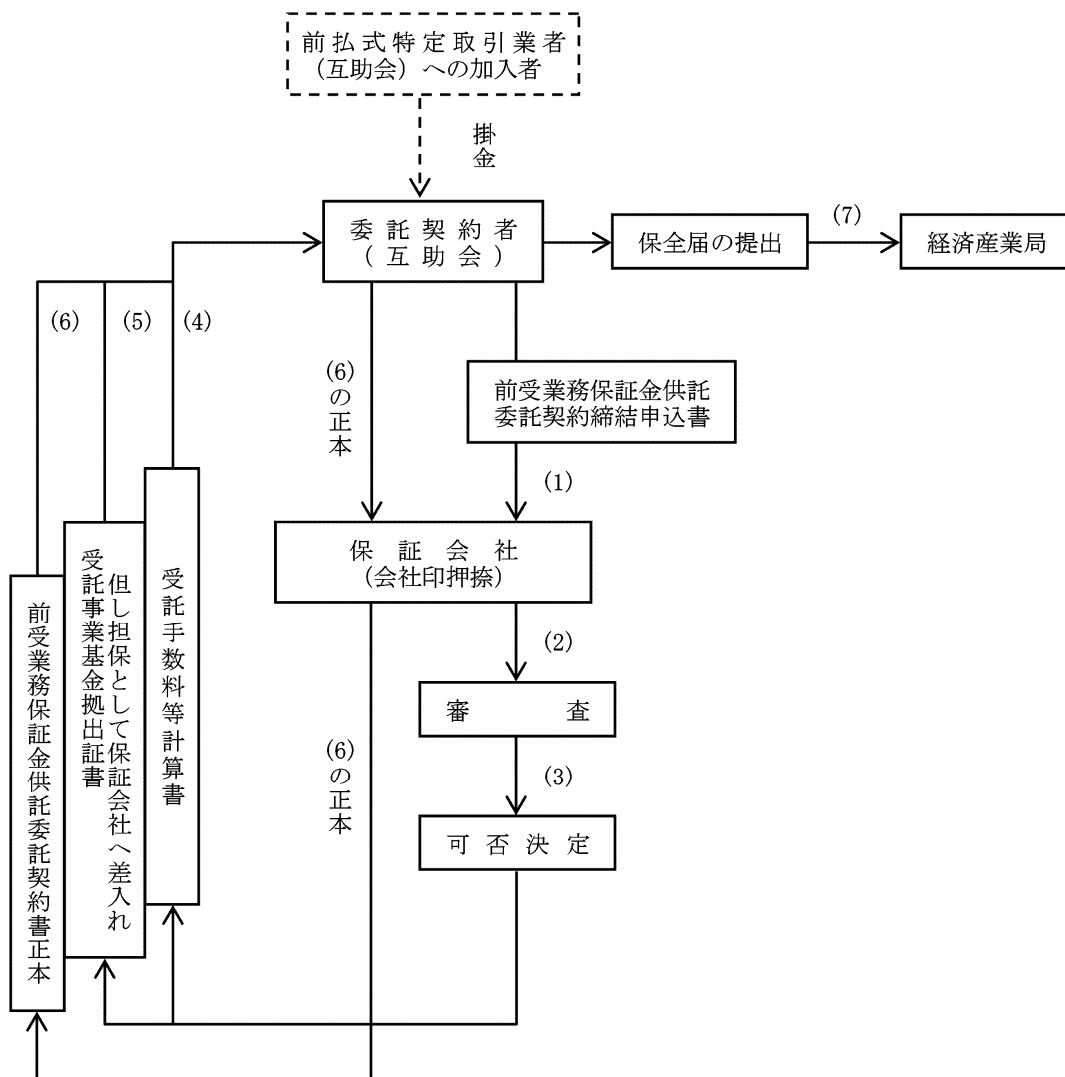 前払式特定取引業者
(互助会)への加入者
掛金
委託契約者
(互助会)
保全届の提出
(7)
経済産業局
(6)
(5)
(4)
(6)の正本
前受業務保証金供託
委託契約締結申込書
(1)
保証会社
(会社印押捺)
(2)
審査
(3)
可否決定
(6)の正本
受託手数料等計算書
受託事業基金拠出証書
但し担保として保証会社へ差入れ
前受業務保証金供託委託契約書正本